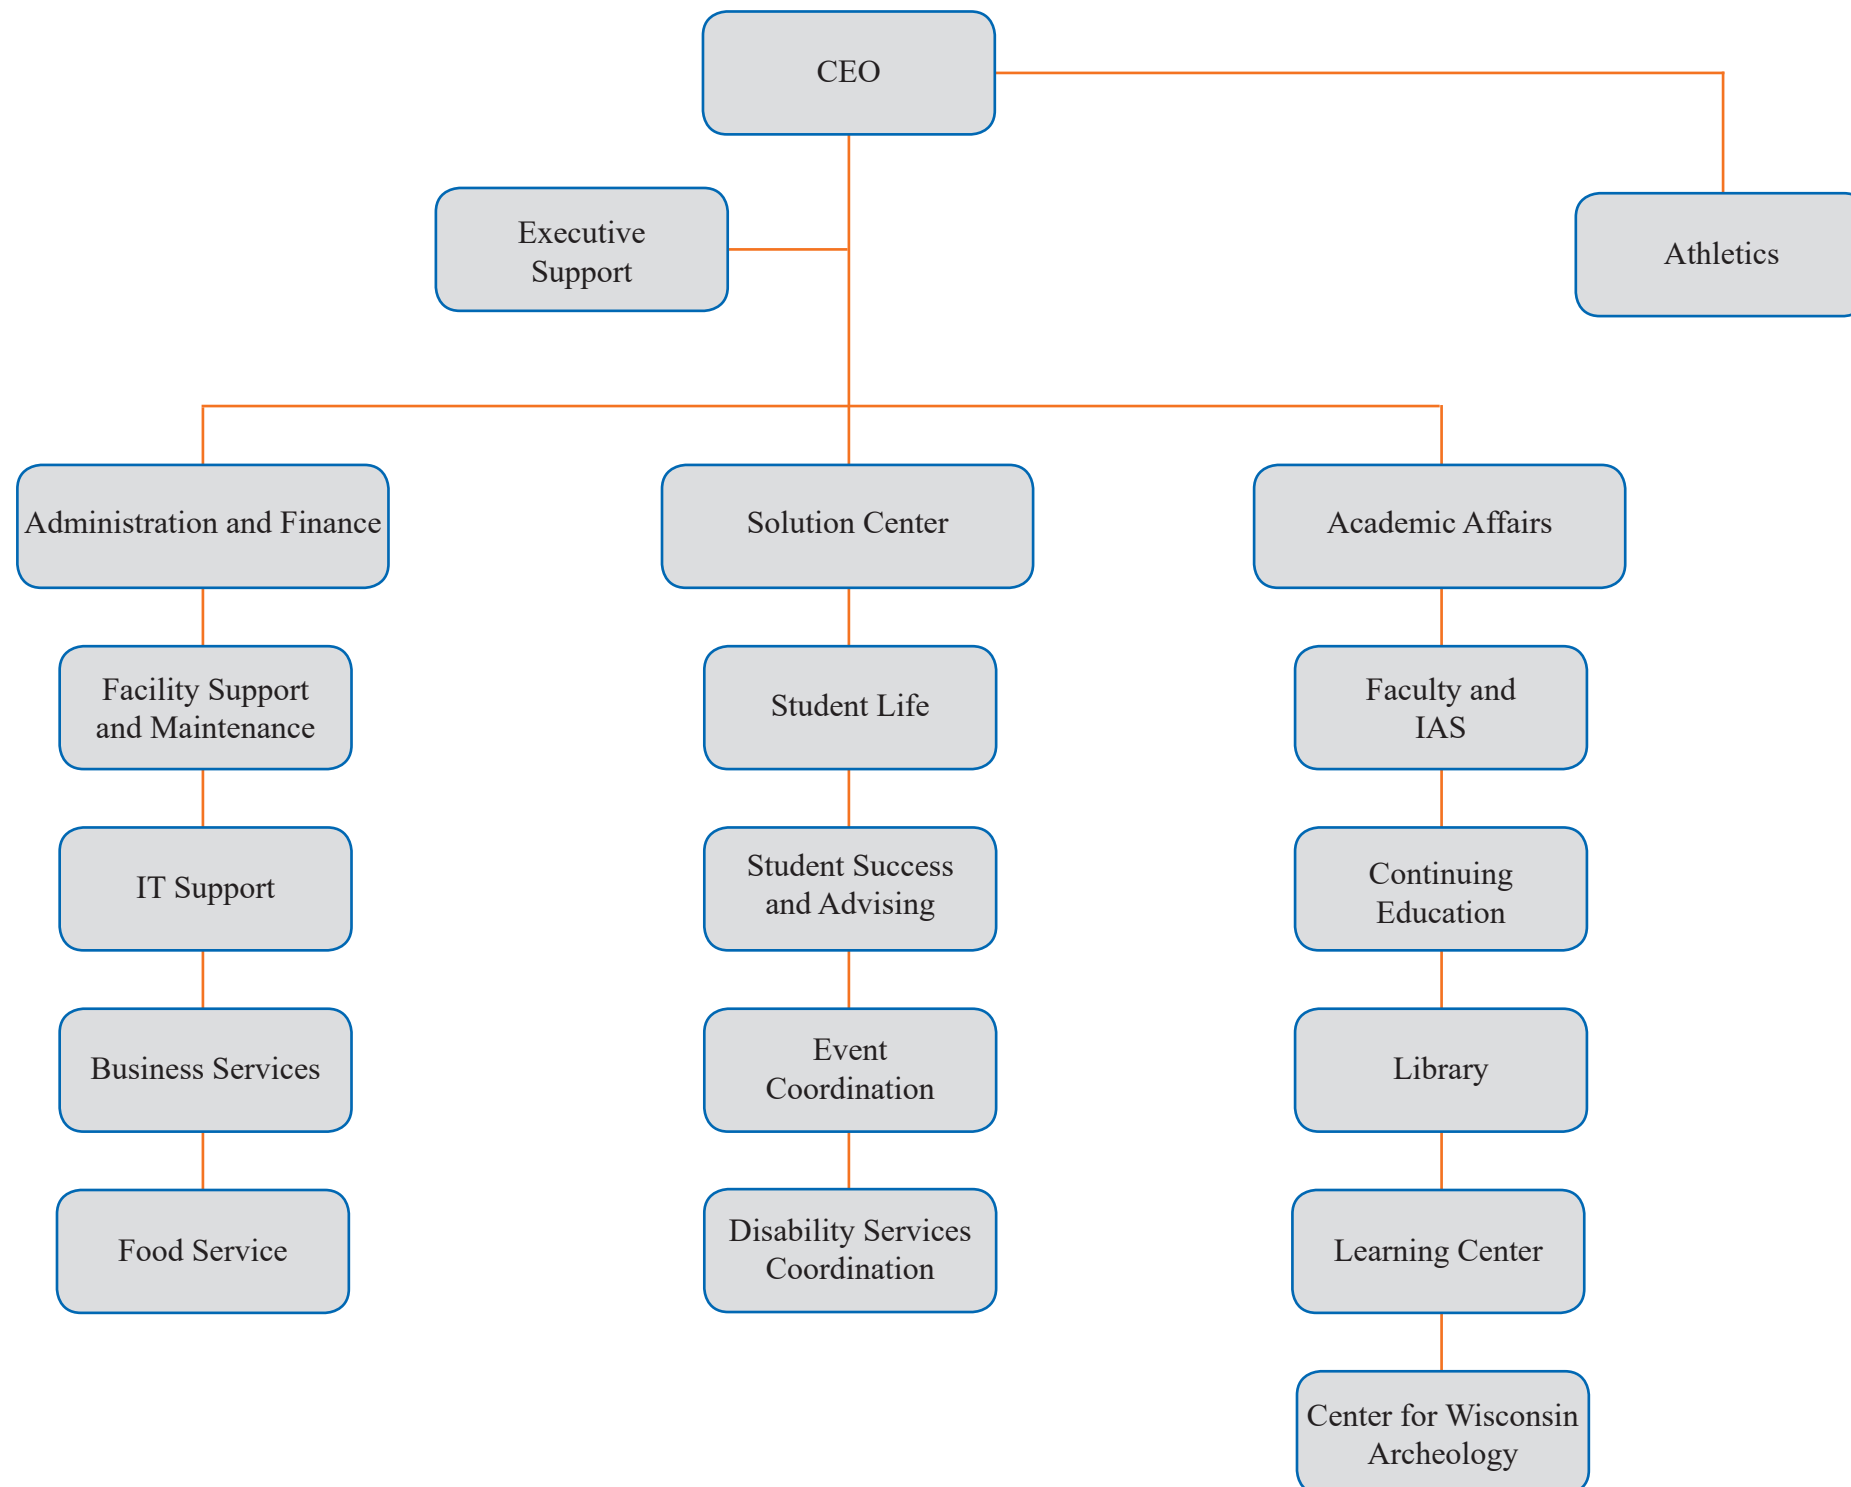 CEO
Executive
Support
Athletics
Administration and Finance
Solution Center
Academic Affairs
Facility Support
and Maintenance
Student Life
Faculty and
IAS
IT Support
Student Success
and Advising
Continuing
Education
Business Services
Event
Coordination
Library
Food Service
Disability Services
Coordination
Learning Center
Center for Wisconsin
Archeology